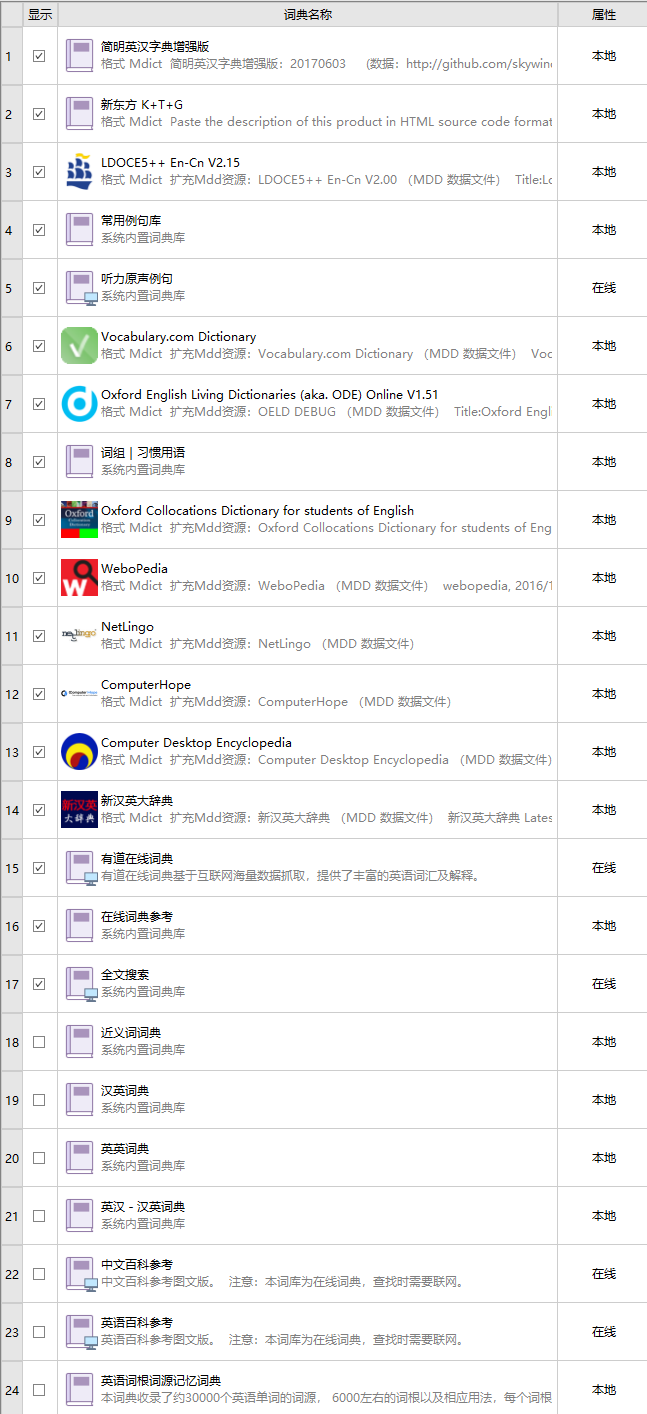 显示 词典名称 属性
1 简明英汉字典增强版 本地
格式 Mdict 简明英汉字典增强版：20170603 (数据：http://github.com/skywin
2 新东方 K+T+G 本地
格式 Mdict Paste the description of this product in HTML source code format
3 LDOCE5++ En-Cn V2.15 本地
格式 Mdict 扩充Mdd资源：LDOCE5++ En-Cn V2.00 （MDD 数据文件） Title:Lo
4 常用例句库 本地
系统内置词典库
5 听力原声例句 在线
系统内置词典库
6 Vocabulary.com Dictionary 本地
格式 Mdict 扩充Mdd资源：Vocabulary.com Dictionary （MDD 数据文件） Voc
7 Oxford English Living Dictionaries (aka. ODE) Online V1.51 本地
格式 Mdict 扩充Mdd资源：OELD DEBUG （MDD 数据文件） Title:Oxford Engl
8 词组 | 习惯用语 本地
系统内置词典库
Oxford
Collocations
Dictionary
9 Oxford Collocations Dictionary for students of English 本地
格式 Mdict 扩充Mdd资源：Oxford Collocations Dictionary for students of Eng
10 WeboPedia 本地
格式 Mdict 扩充Mdd资源：WeboPedia （MDD 数据文件） webopedia, 2016/1
netlingo
11 NetLingo 本地
格式 Mdict 扩充Mdd资源：NetLingo （MDD 数据文件）
12 ComputerHope 本地
格式 Mdict 扩充Mdd资源：ComputerHope （MDD 数据文件）
13 Computer Desktop Encyclopedia 本地
格式 Mdict 扩充Mdd资源：Computer Desktop Encyclopedia （MDD 数据文件）
新汉英
大辞典
14 新汉英大辞典 本地
格式 Mdict 扩充Mdd资源：新汉英大辞典 （MDD 数据文件） 新汉英大辞典 Lates
15 有道在线词典 在线
有道在线词典基于互联网海量数据抓取，提供了丰富的英语词汇及解释。
16 在线词典参考 本地
系统内置词典库
17 全文搜索 在线
系统内置词典库
18 近义词词典 本地
系统内置词典库
19 汉英词典 本地
系统内置词典库
20 英英词典 本地
系统内置词典库
21 英汉 - 汉英词典 本地
系统内置词典库
22 中文百科参考 在线
中文百科参考图文版。 注意：本词库为在线词典，查找时需要联网。
23 英语百科参考 在线
英语百科参考图文版。 注意：本词库为在线词典，查找时需要联网。
24 英语词根词源记忆词典 本地
本词典收录了约30000个英语单词的词源， 6000左右的词根以及相应用法，每个词根